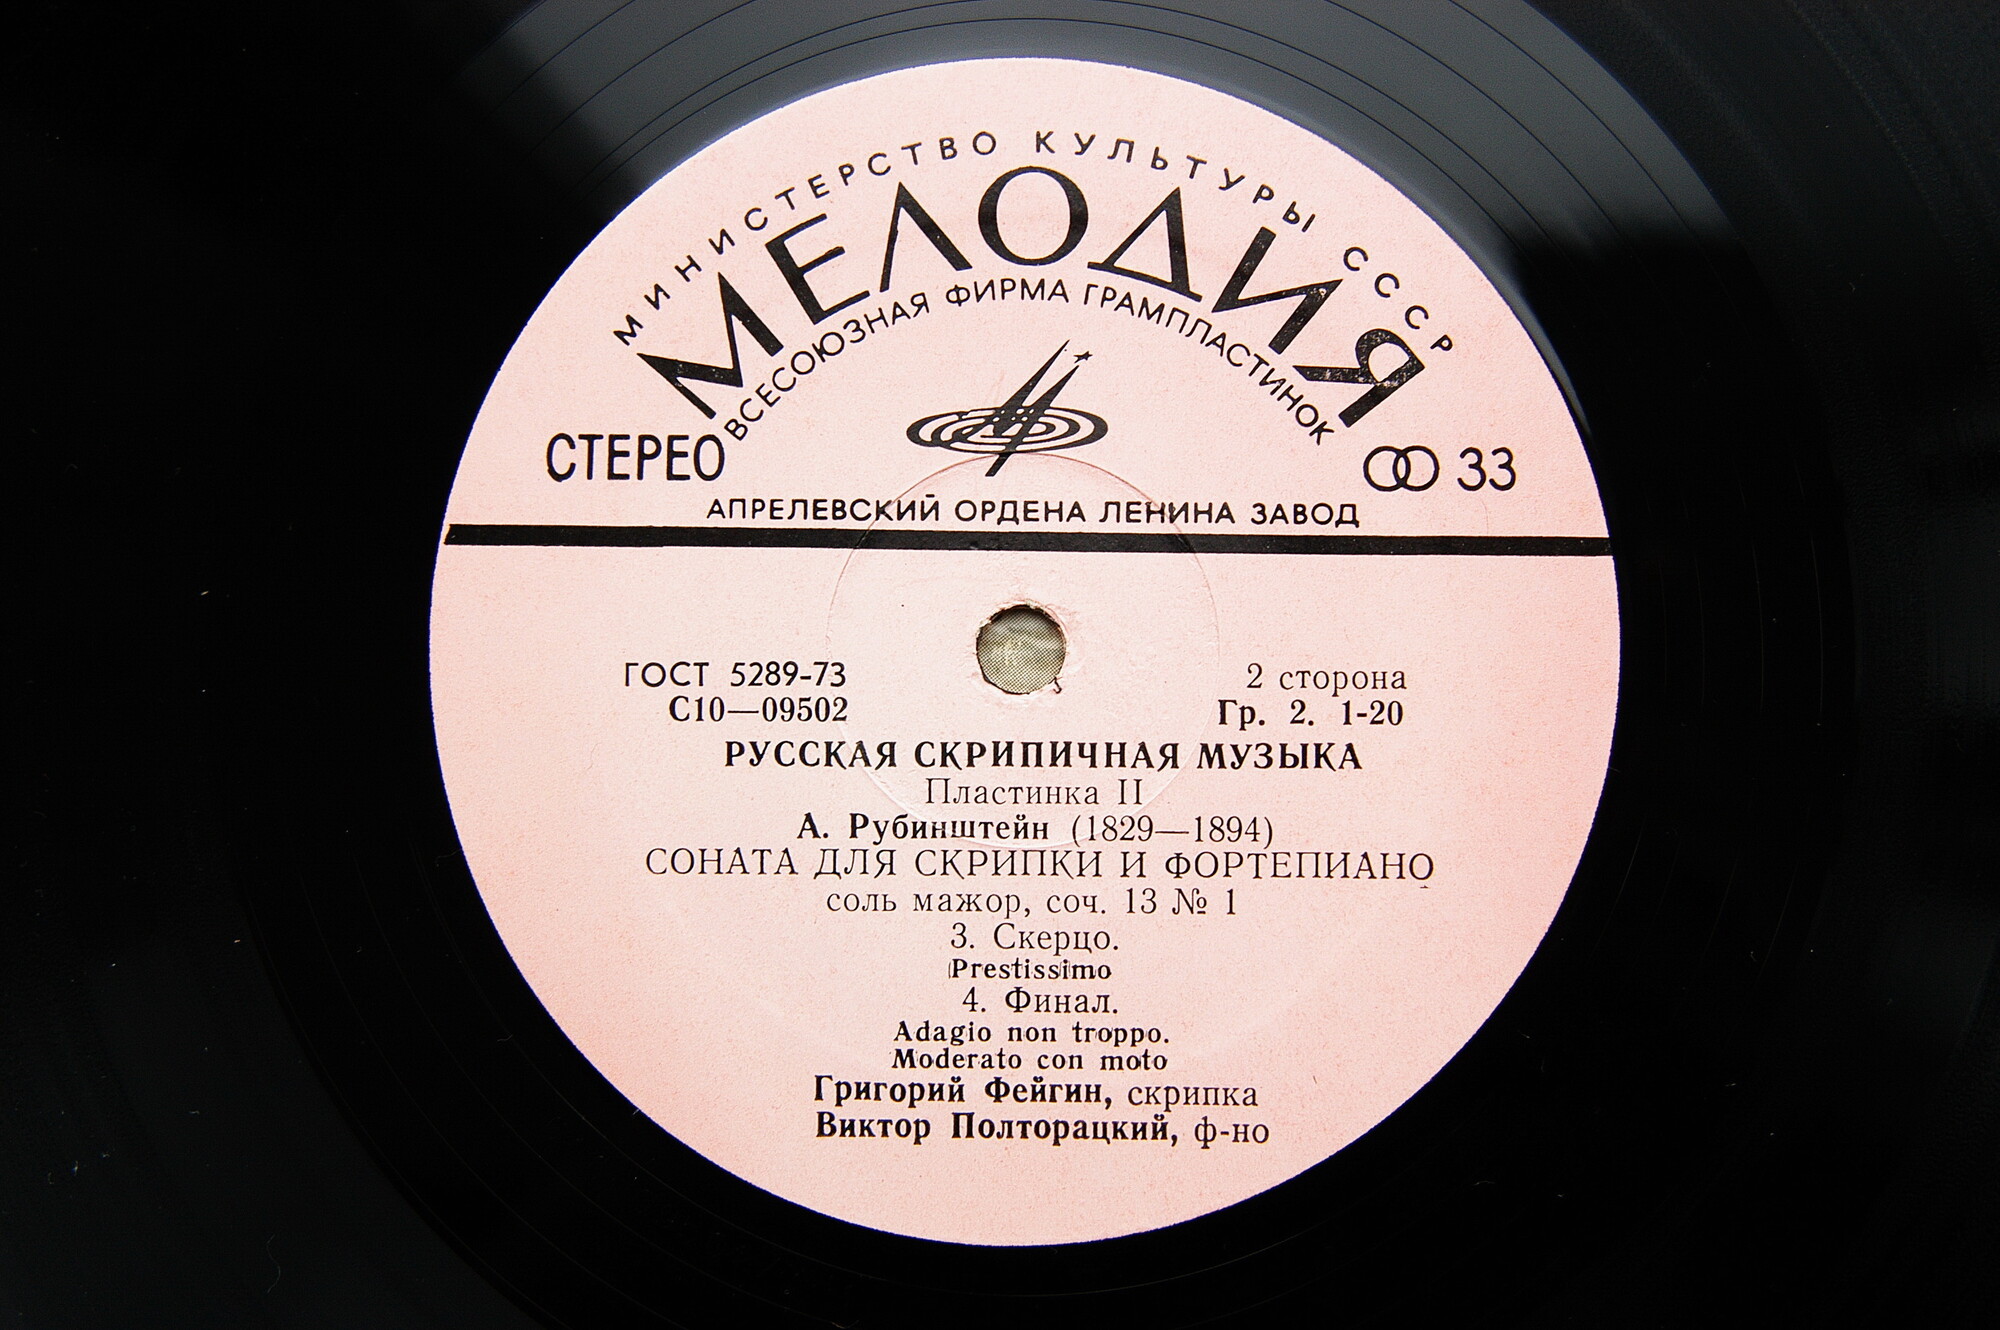 МИНИСТЕРСТВО КУЛЬТУРЫ СССР
МЕЛОДИЯ
ВСЕСОЮЗНАЯ ФИРМА ГРАМПЛАСТИНОК
СТЕРЕО
33
АПРЕЛЕВСКИЙ ОРДЕНА ЛЕНИНА ЗАВОД
ГОСТ 5289-73
2 сторона
С10—09502
Гр. 2. 1-20
РУССКАЯ СКРИПИЧНАЯ МУЗЫКА
Пластинка II
А. Рубинштейн (1829—1894)
СОНАТА ДЛЯ СКРИПКИ И ФОРТЕПИАНО
соль мажор, соч. 13 № 1
3. Скерцо.
Prestissimo
4. Финал.
Adagio non troppo.
Moderato con moto
Григорий Фейгин, скрипка
Виктор Полторацкий, ф-но